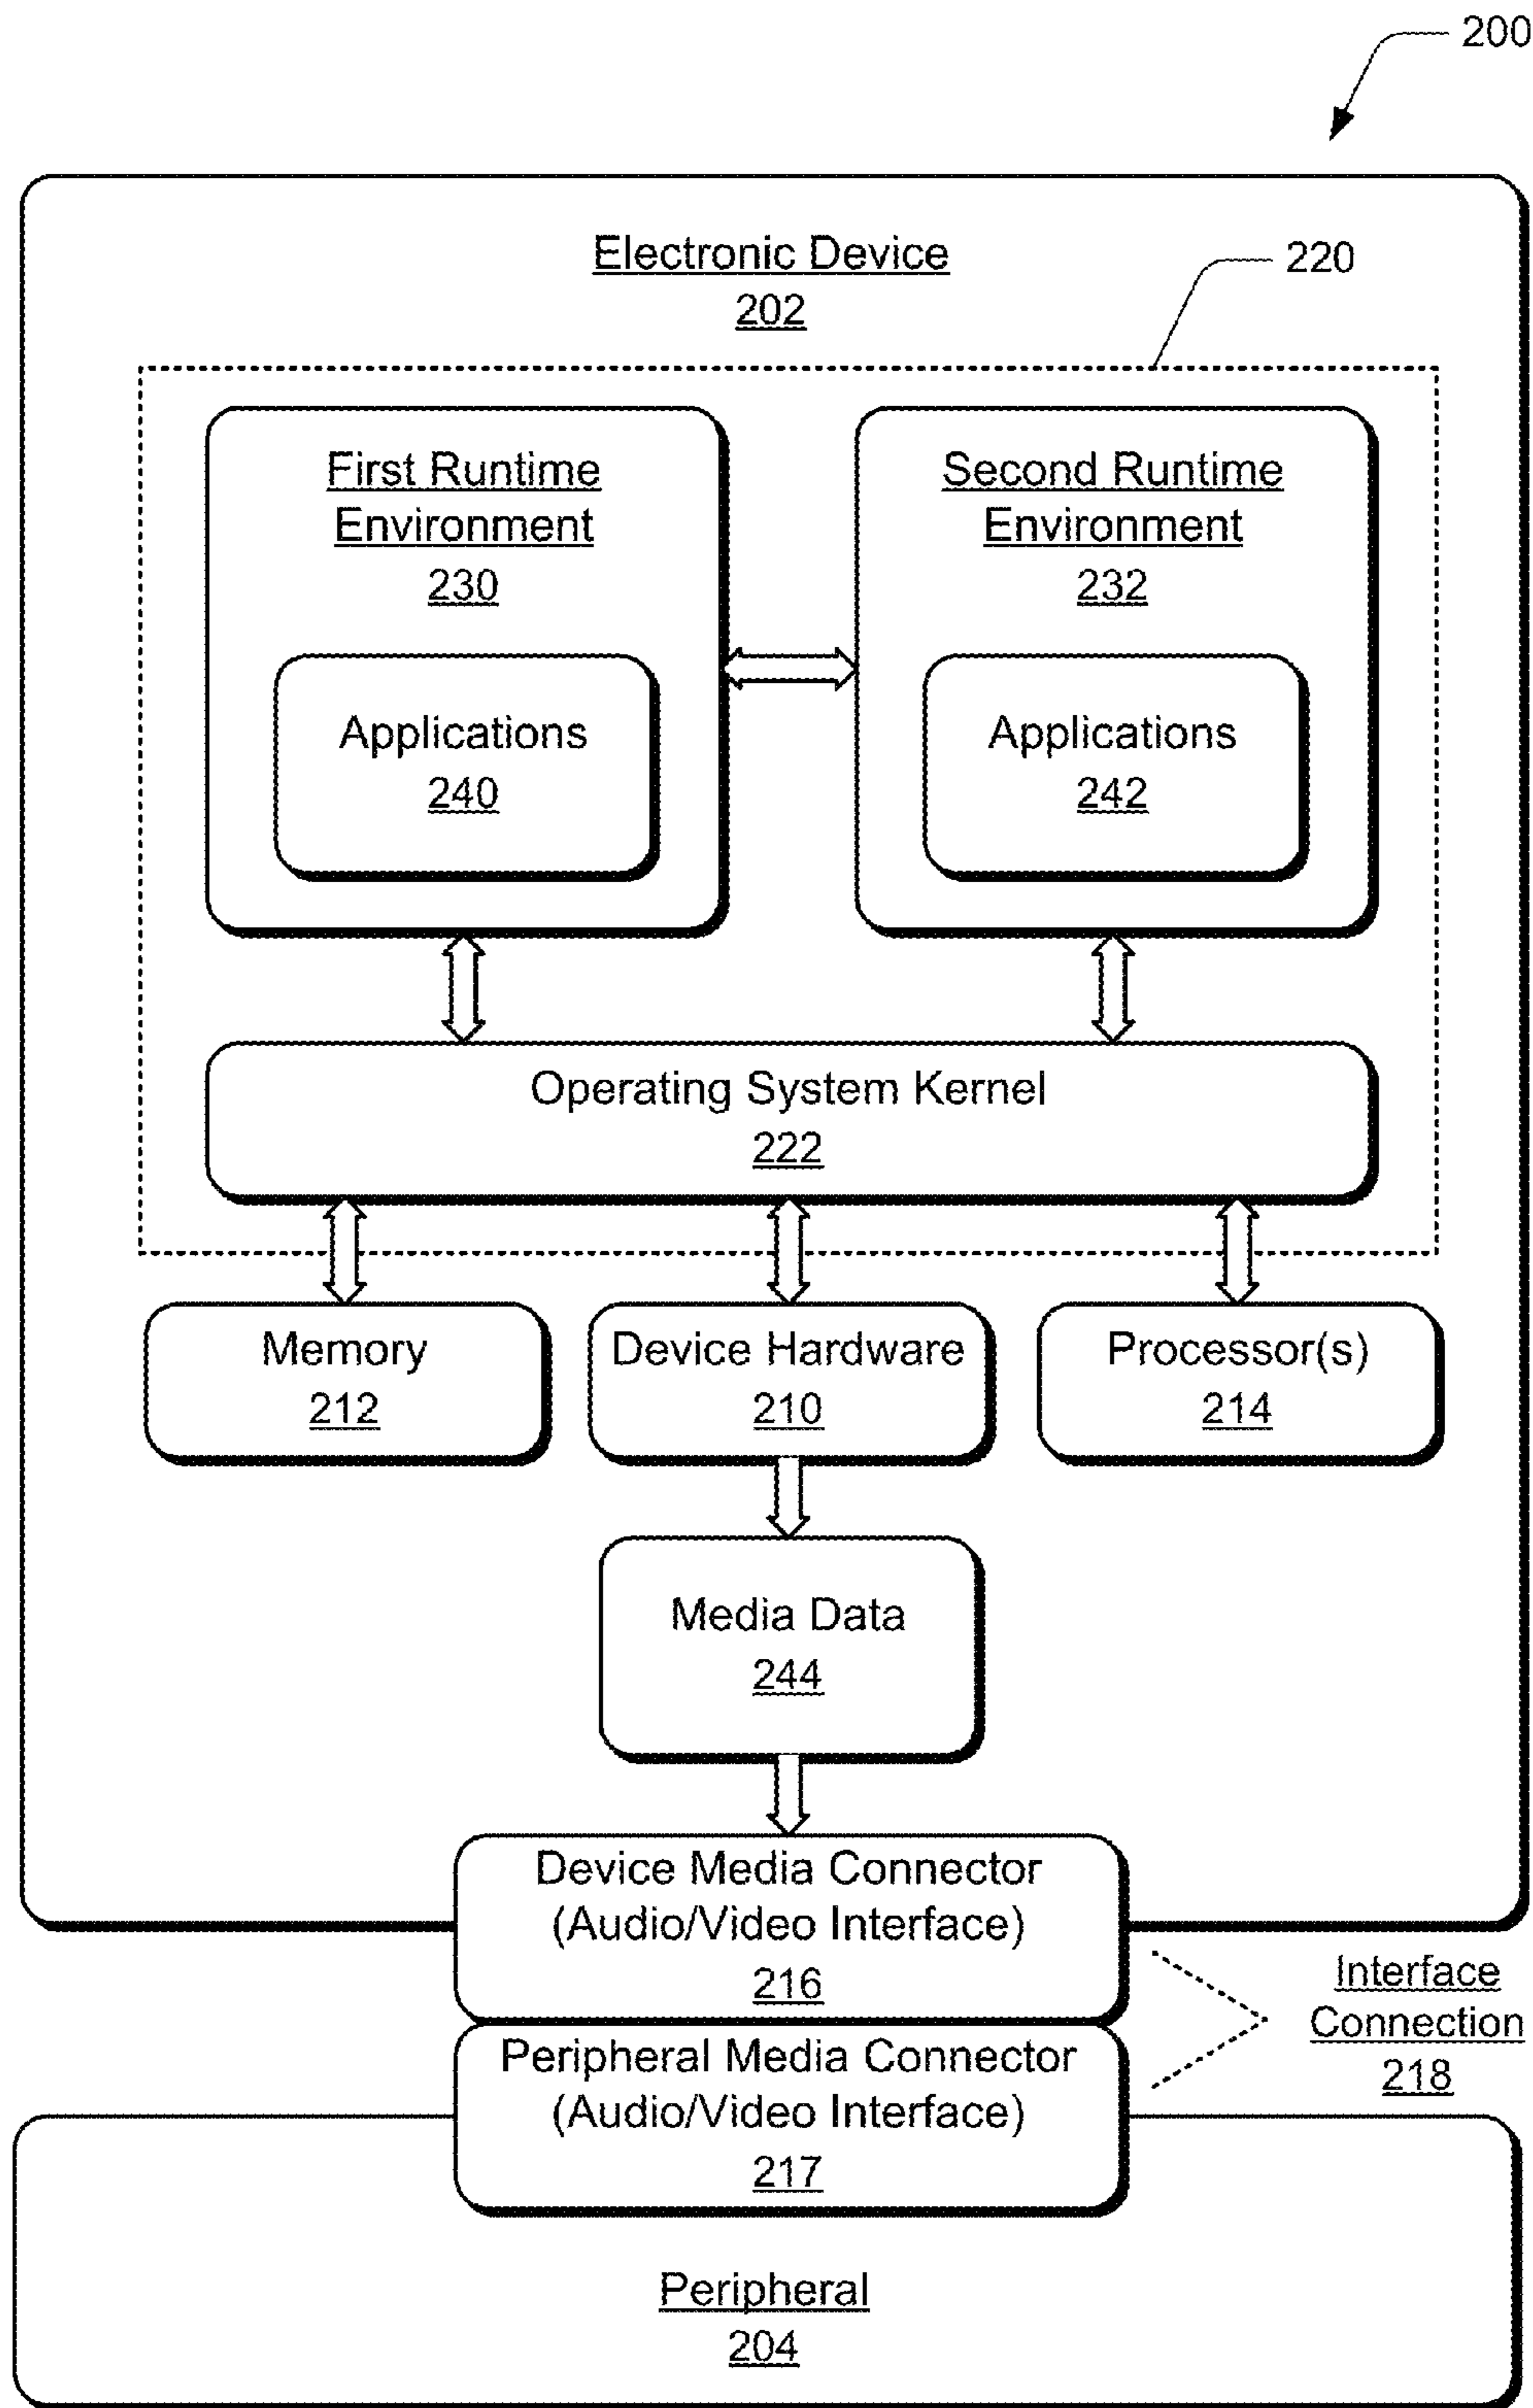 200
Electronic Device
202
220
First Runtime
Environment
230
Second Runtime
Environment
232
Applications
240
Applications
242
Operating System Kernel
222
Memory
212
Device Hardware
210
Processor(s)
214
Media Data
244
Device Media Connector
(Audio/Video Interface)
216
Interface
Connection
218
Peripheral Media Connector
(Audio/Video Interface)
217
Peripheral
204